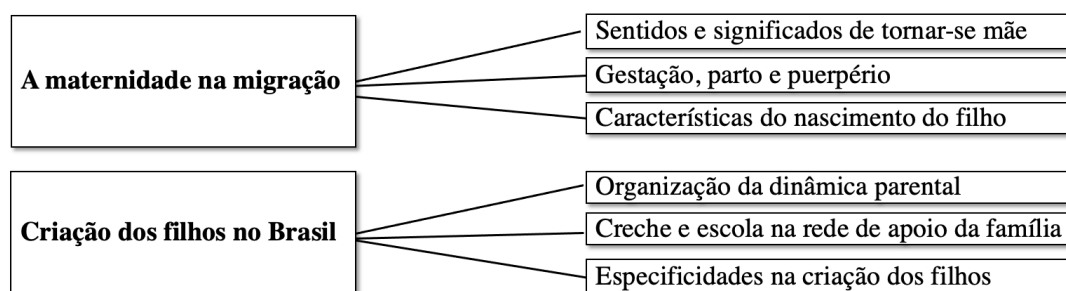 A maternidade na migração
Sentidos e significados de tornar-se mãe
Gestação, parto e puerpério
Características do nascimento do filho
Criação dos filhos no Brasil
Organização da dinâmica parental
Creche e escola na rede de apoio da família
Especificidades na criação dos filhos